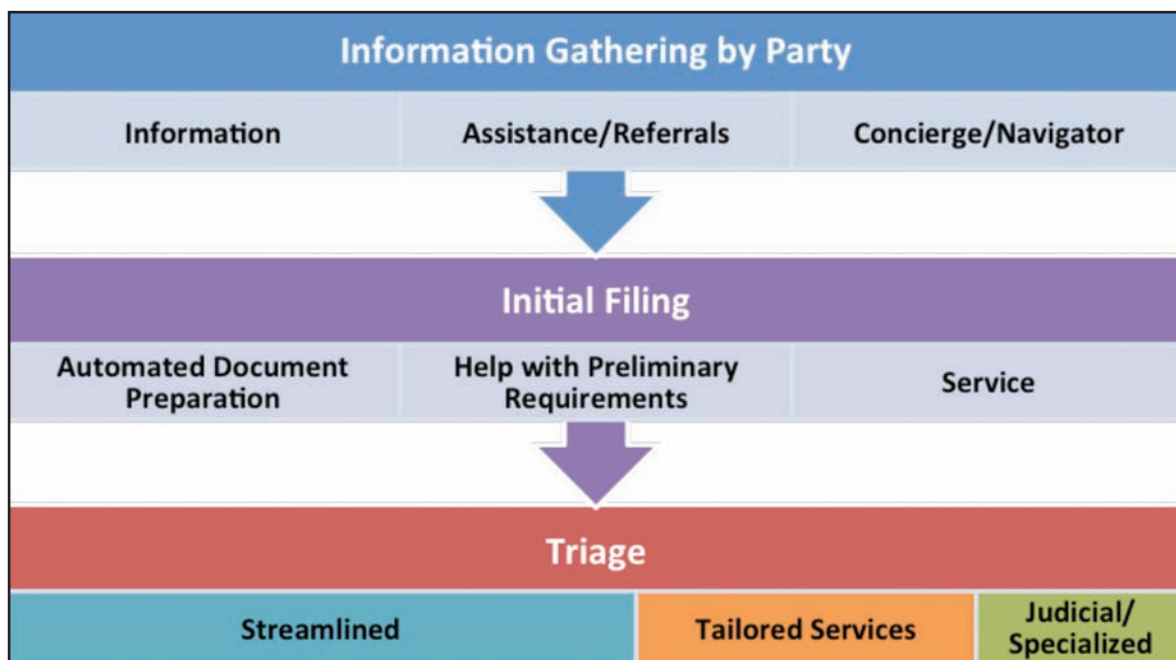 Information Gathering by Party
Information
Assistance/Referrals
Concierge/Navigator
Initial Filing
Automated Document
Preparation
Help with Preliminary
Requirements
Service
Triage
Streamlined
Tailored Services
Judicial/
Specialized